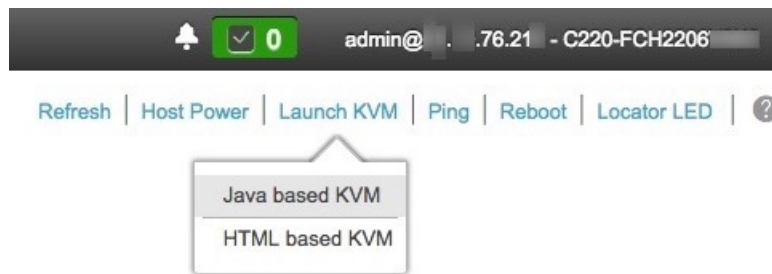 0 admin@ . .76.21 - C220-FCH2206
Refresh | Host Power | Launch KVM | Ping | Reboot | Locator LED | ?
Java based KVM
HTML based KVM